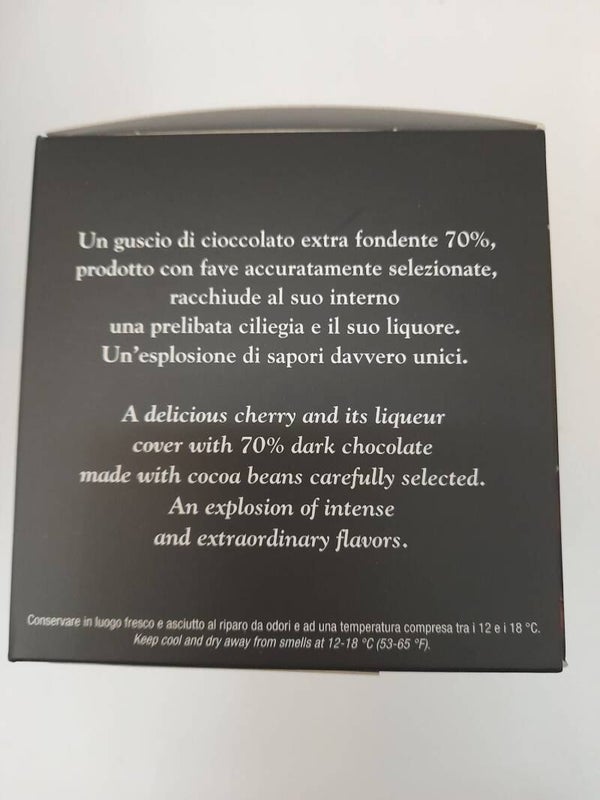 Un guscio di cioccolato extra fondente 70%,
prodotto con fave accuratamente selezionate,
racchiude al suo interno
una prelibata ciliegia e il suo liquore.
Un'esplosione di sapori davvero unici.
A delicious cherry and its liqueur
cover with 70% dark chocolate
made with cocoa beans carefully selected.
An explosion of intense
and extraordinary flavors.
Conservare in luogo fresco e asciutto al riparo da odori e ad una temperatura compresa tra i 12 e i 18 °C.
Keep cool and dry away from smells at 12-18 °C (53-65 °F).